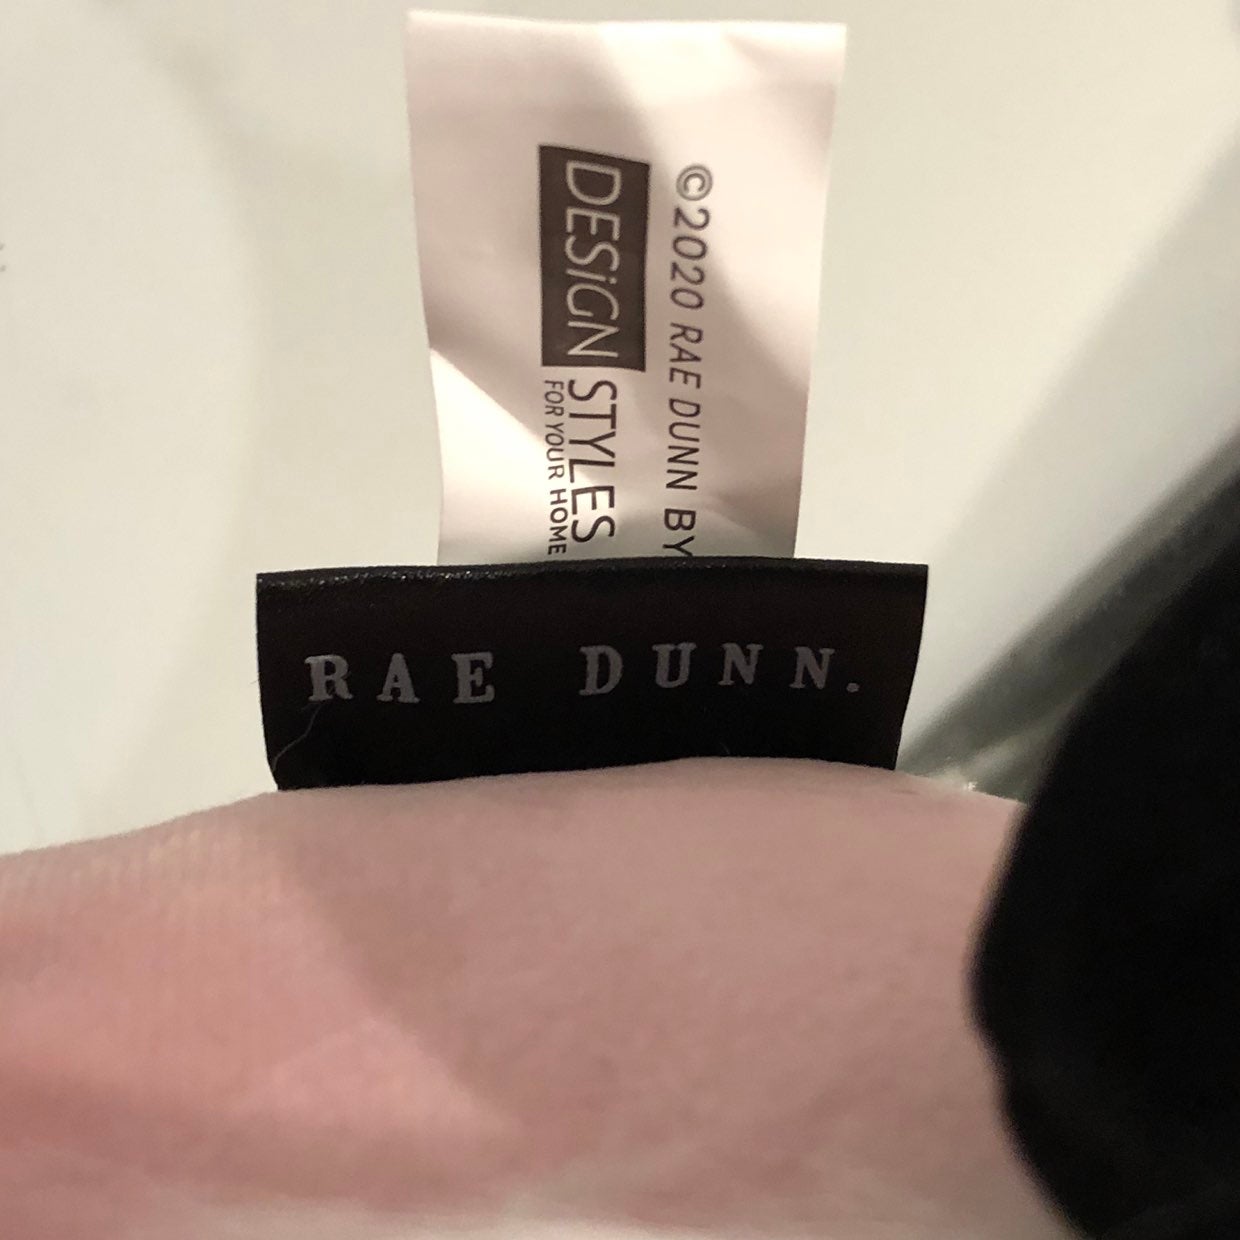 ©2020 RAE DUNN BY
DESiGN
STYLES
FOR YOUR HOME
RAE DUNN.